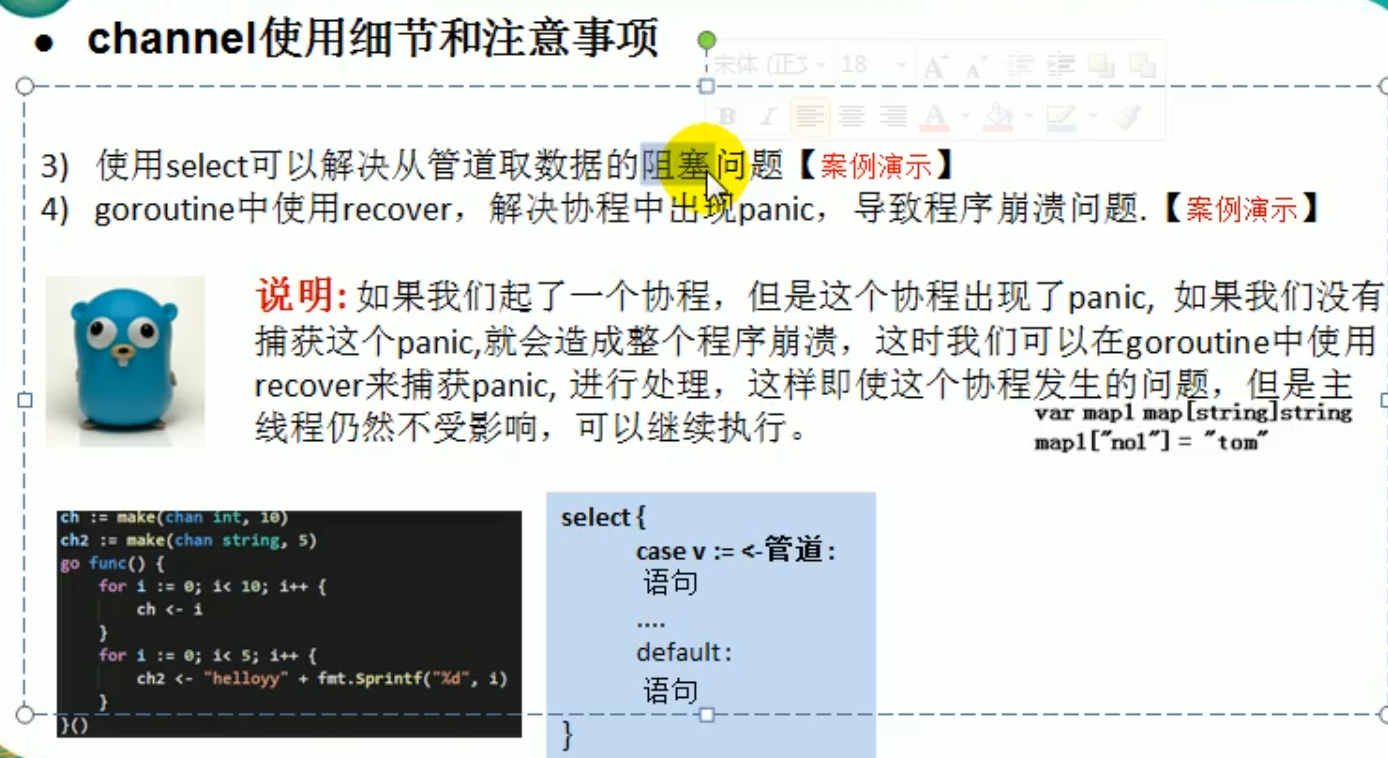 ● channel使用细节和注意事项
宋体 (正文 18 A A
B I A
3) 使用select可以解决从管道取数据的阻塞问题【案例演示】
4) goroutine中使用recover，解决协程中出现panic，导致程序崩溃问题.【案例演示】
说明: 如果我们起了一个协程，但是这个协程出现了panic, 如果我们没有
捕获这个panic,就会造成整个程序崩溃，这时我们可以在goroutine中使用
recover来捕获panic, 进行处理，这样即使这个协程发生的问题，但是主
线程仍然不受影响，可以继续执行。
var map1 map[string]string
map1["no1"] = "tom"
ch := make(chan int, 10)
ch2 := make(chan string, 5)
go func() {
for i := 0; i< 10; i++ {
ch <- i
}
for i := 0; i< 5; i++ {
ch2 <- "helloyy" + fmt.Sprintf("%d", i)
}
}()
select {
case v := <-管道:
语句
....
default:
语句
}